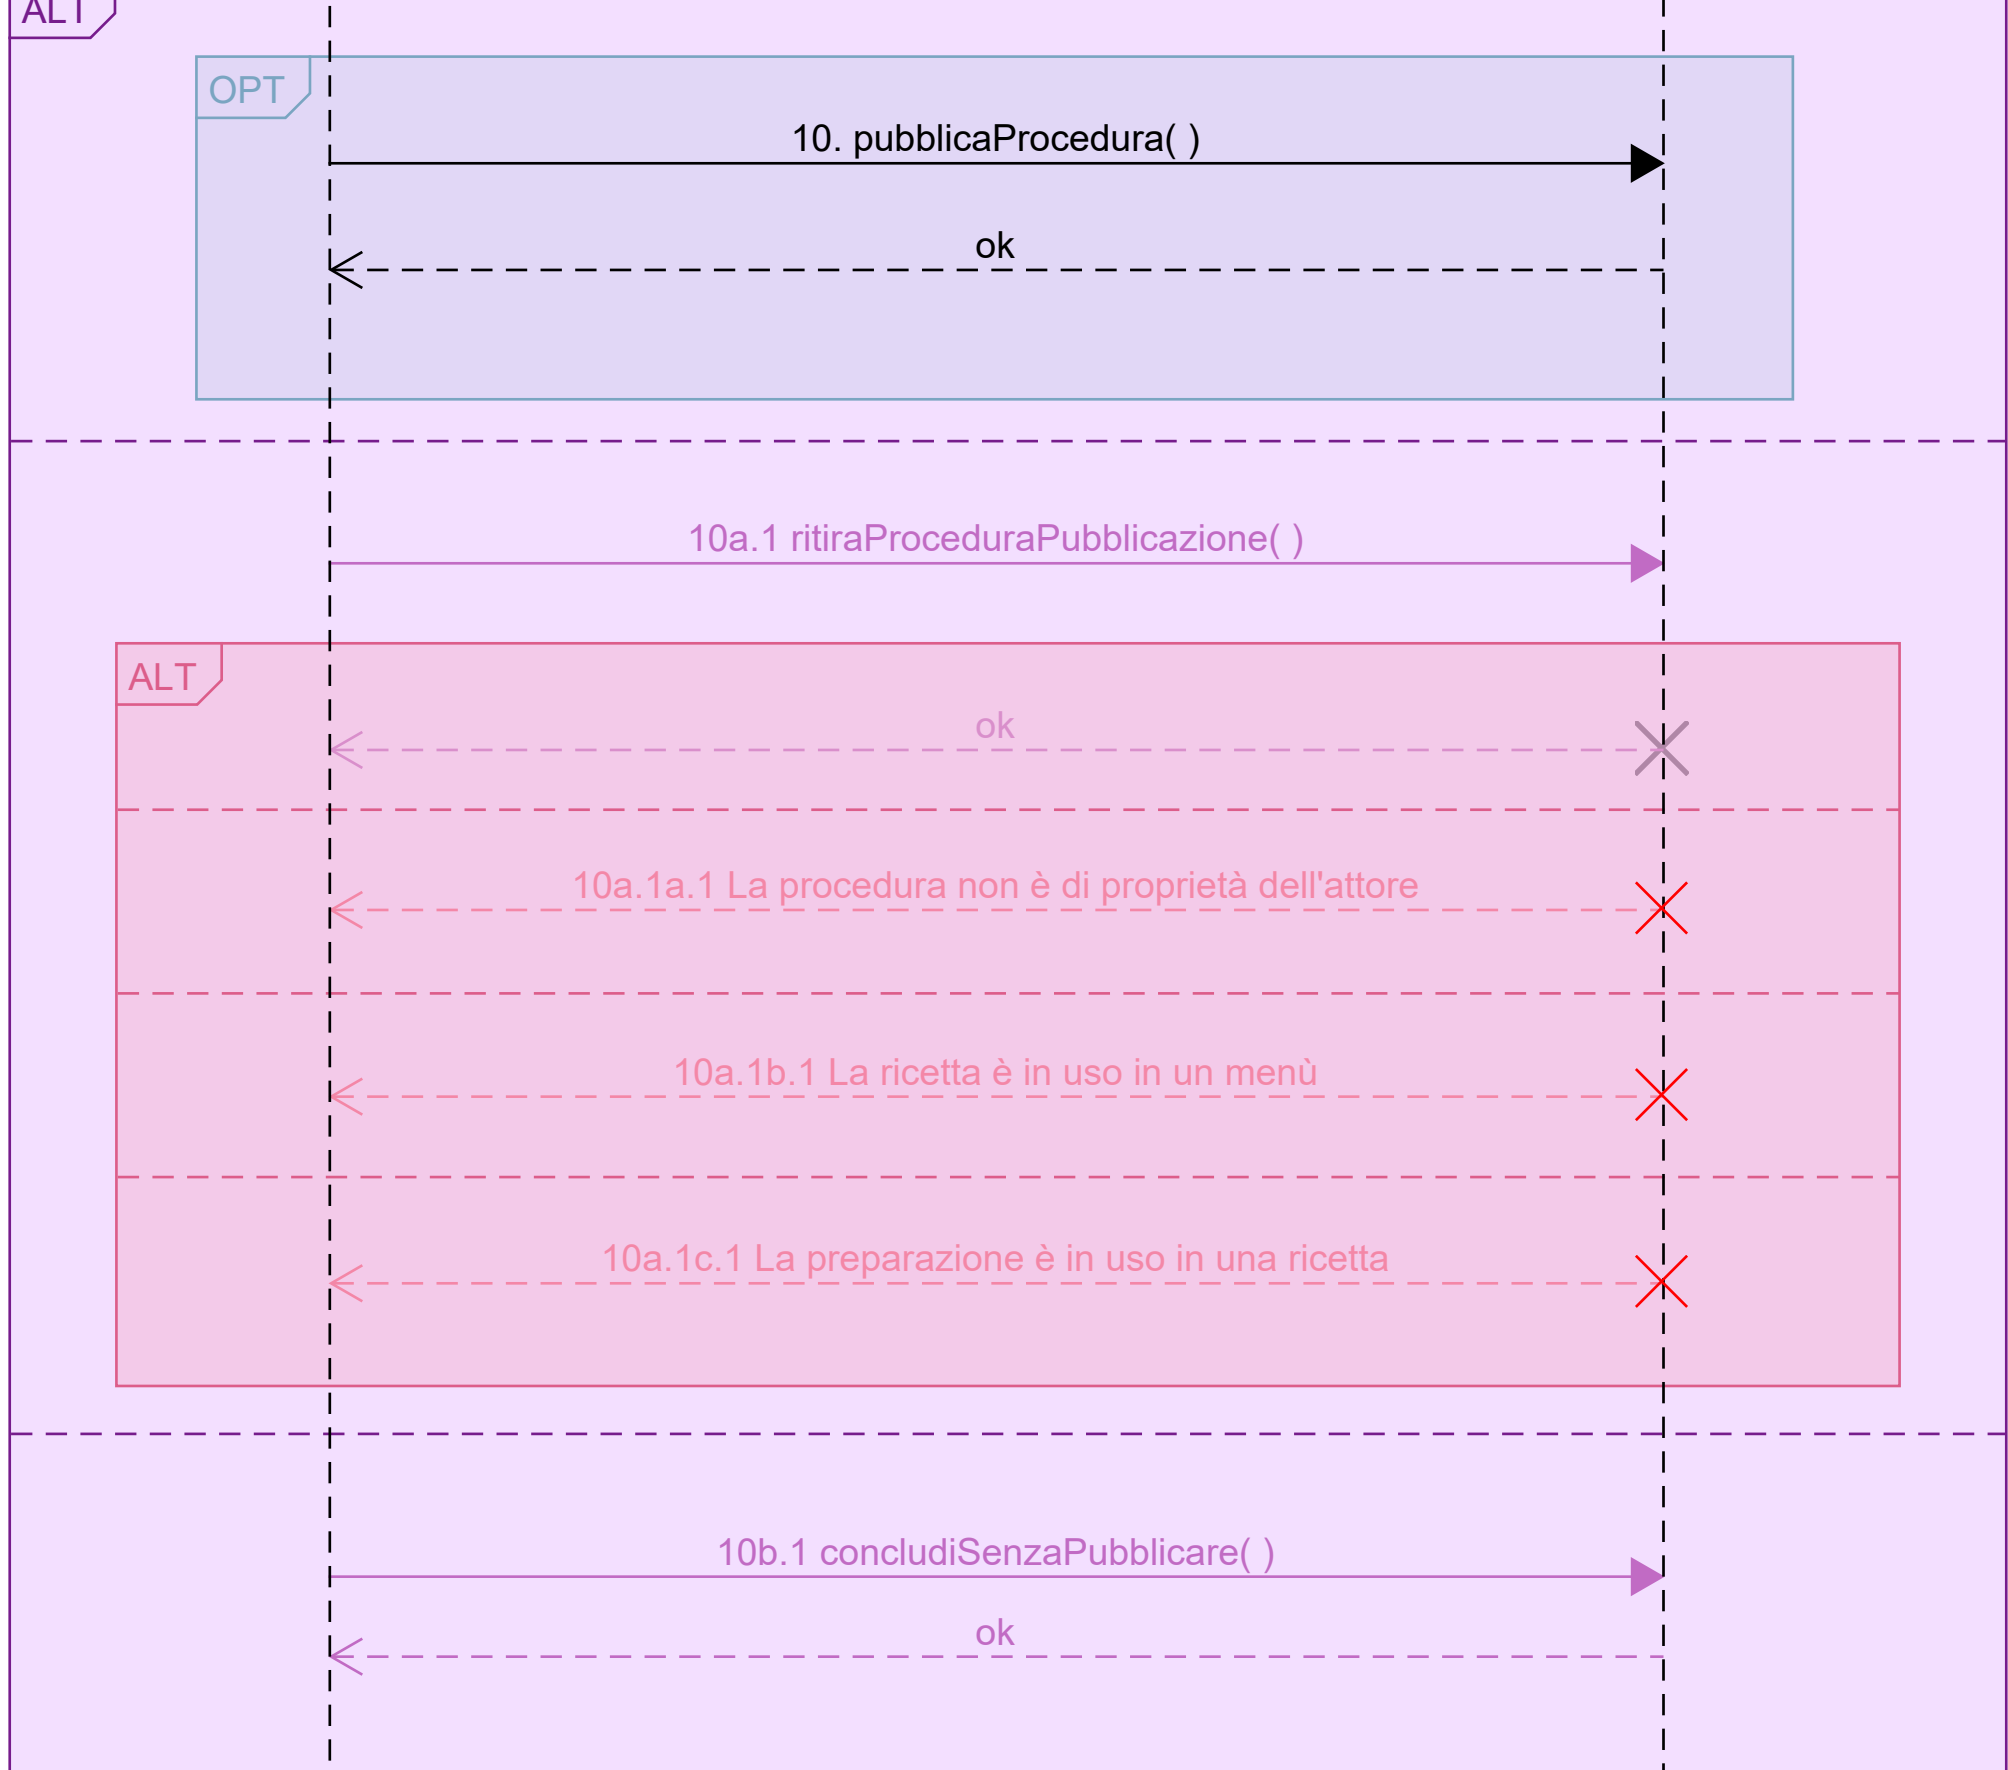 ALT
OPT
10. pubblicaProcedura( )
ok
10a.1 ritiraProceduraPubblicazione( )
ALT
ok
10a.1a.1 La procedura non è di proprietà dell'attore
10a.1b.1 La ricetta è in uso in un menù
10a.1c.1 La preparazione è in uso in una ricetta
10b.1 concludiSenzaPubblicare( )
ok